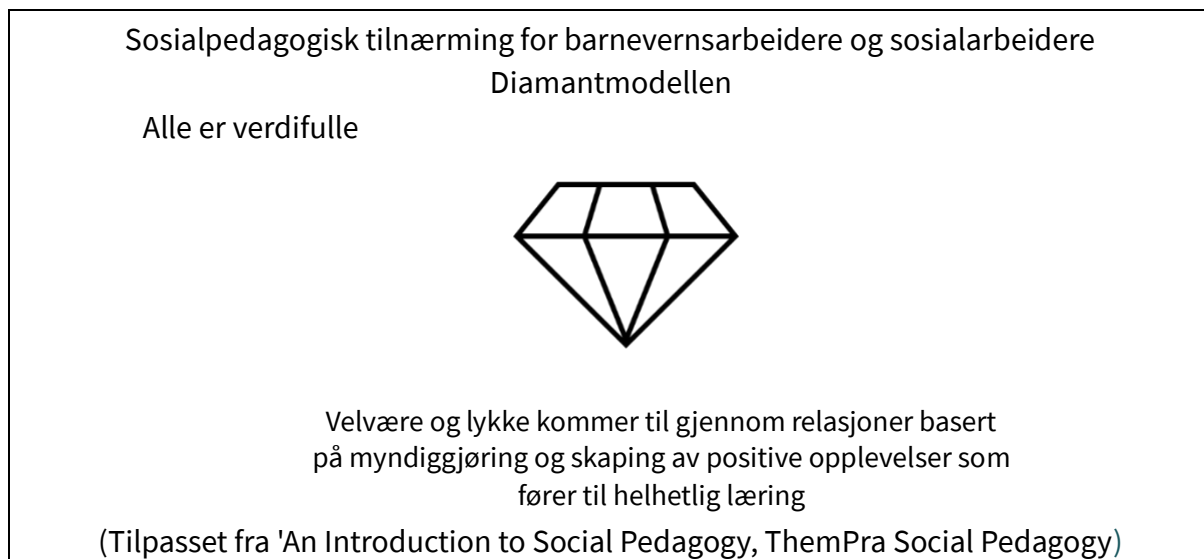 Sosialpedagogisk tilnærming for barnevernsarbeidere og sosialarbeidere
Diamantmodellen
Alle er verdifulle
Velvære og lykke kommer til gjennom relasjoner basert
på myndiggjøring og skaping av positive opplevelser som
fører til helhetlig læring
(Tilpasset fra 'An Introduction to Social Pedagogy, ThemPra Social Pedagogy)